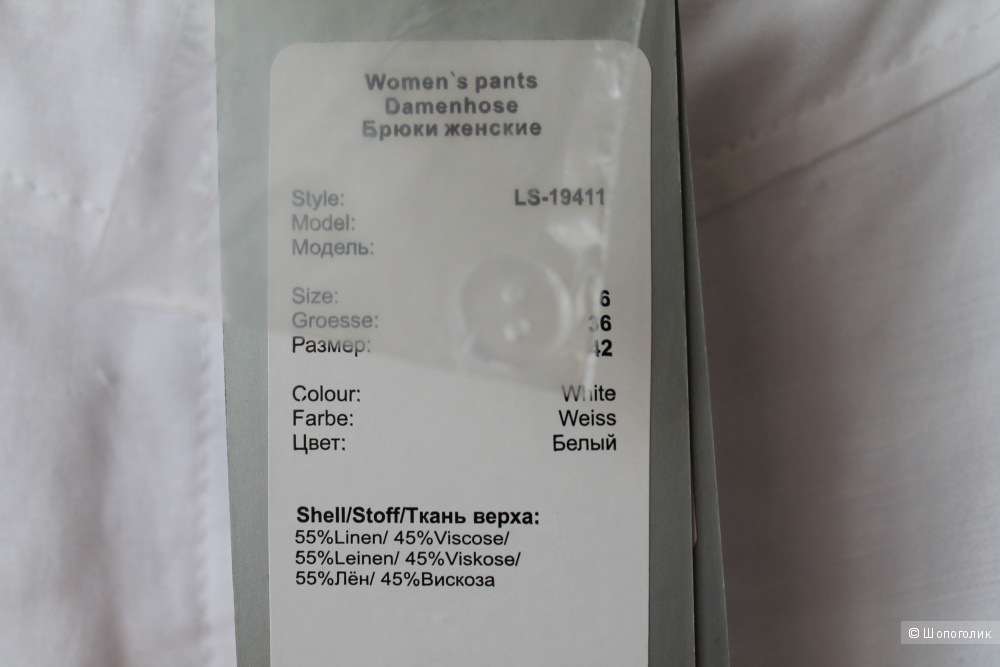 Women`s pants
Damenhose
Брюки женские
Style: LS-19411
Model:
Модель:
Size: 6
Groesse: 36
Размер: 42
Colour: White
Farbe: Weiss
Цвет: Белый
Shell/Stoff/Ткань верха:
55%Linen/ 45%Viscose/
55%Leinen/ 45%Viskose/
55%Лён/ 45%Вискоза
© Шопоголик